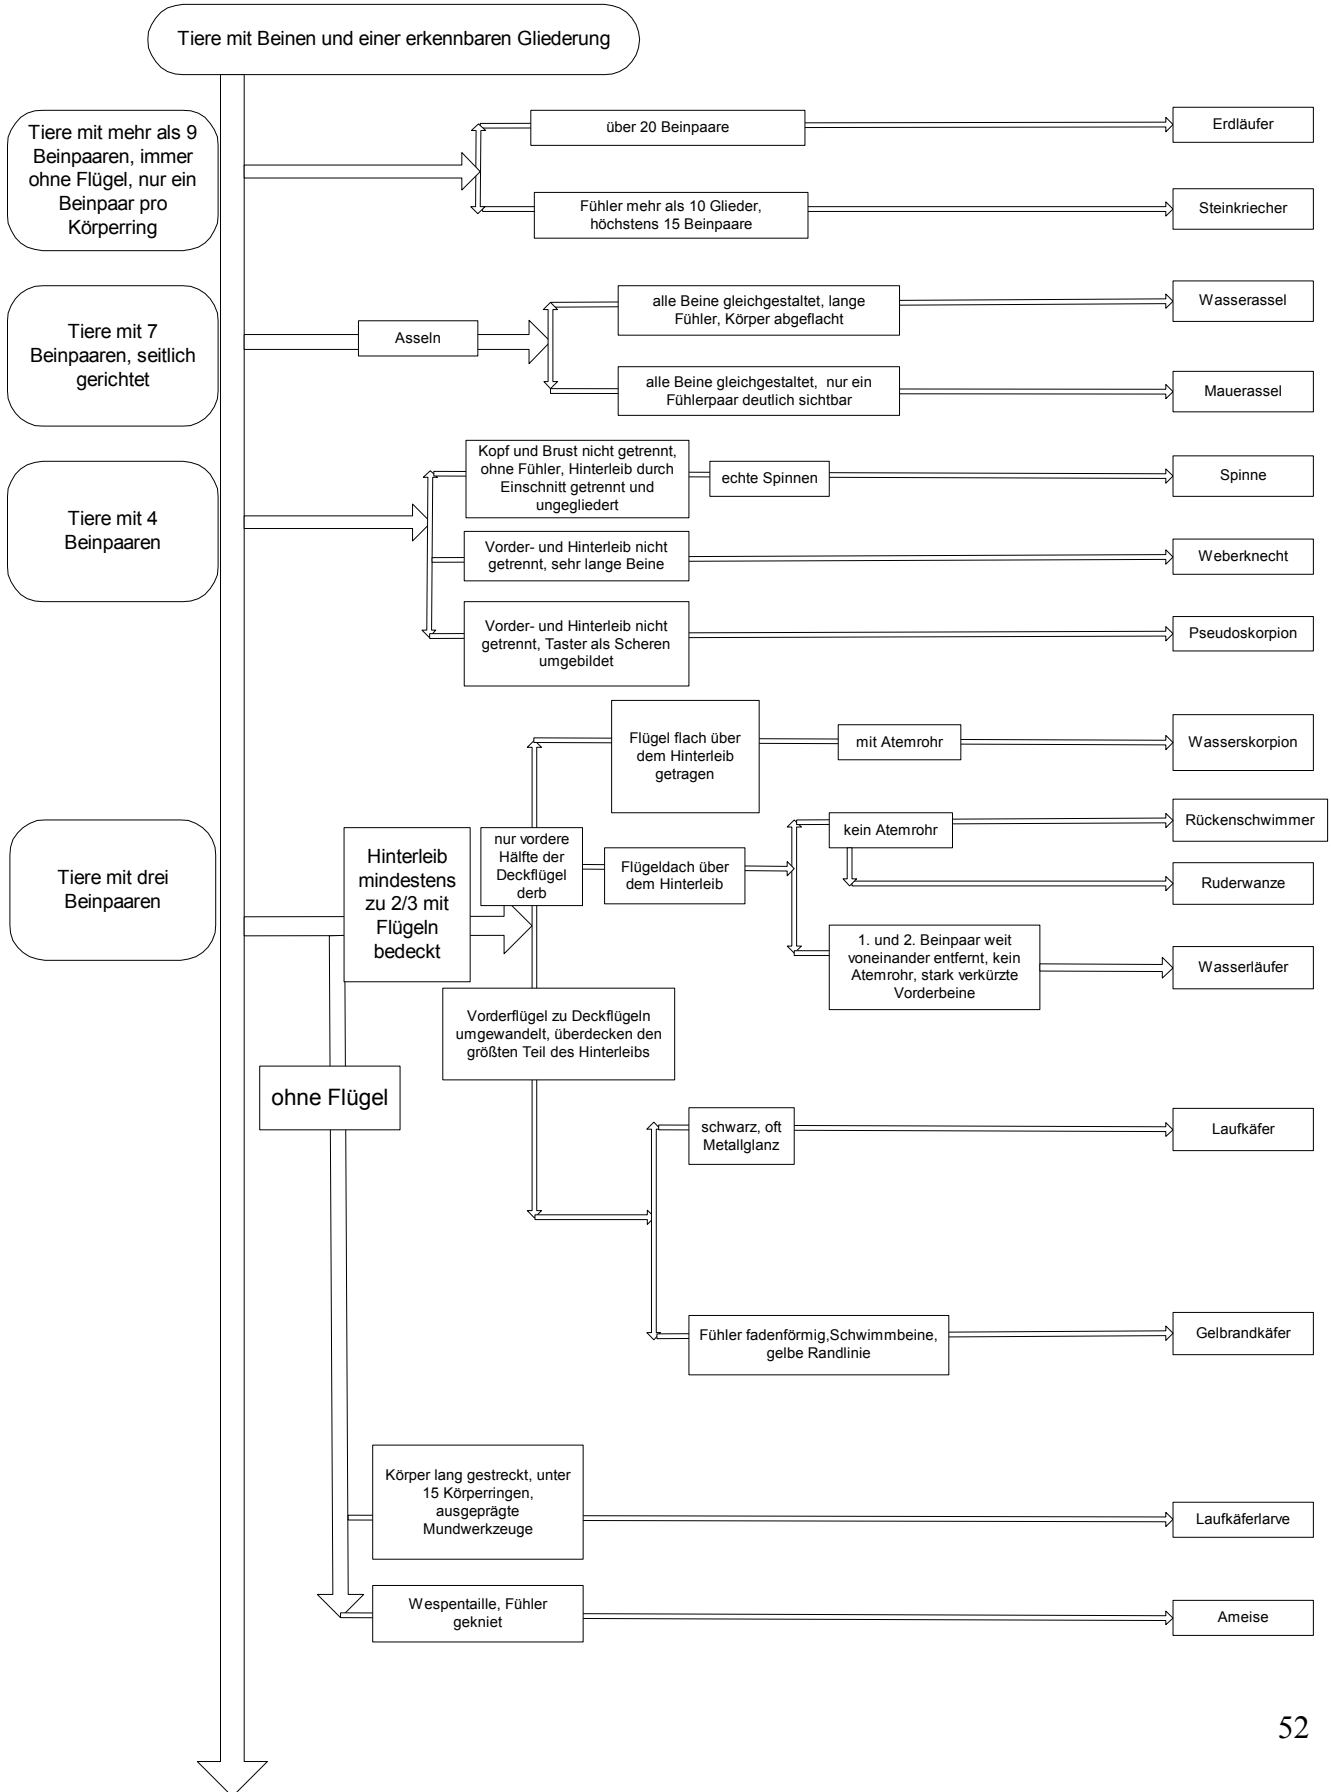 Tiere mit Beinen und einer erkennbaren Gliederung
Tiere mit mehr als 9
Beinpaaren, immer
ohne Flügel, nur ein
Beinpaar pro
Körperring
über 20 Beinpaare
Erdläufer
Fühler mehr als 10 Glieder,
höchstens 15 Beinpaare
Steinkriecher
Tiere mit 7
Beinpaaren, seitlich
gerichtet
Asseln
alle Beine gleichgestaltet, lange
Fühler, Körper abgeflacht
Wasserassel
alle Beine gleichgestaltet, nur ein
Fühlerpaar deutlich sichtbar
Mauerassel
Tiere mit 4
Beinpaaren
Kopf und Brust nicht getrennt,
ohne Fühler, Hinterleib durch
Einschnitt getrennt und
ungegliedert
echte Spinnen
Spinne
Vorder- und Hinterleib nicht
getrennt, sehr lange Beine
Weberknecht
Vorder- und Hinterleib nicht
getrennt, Taster als Scheren
umgebildet
Pseudoskorpion
Tiere mit drei
Beinpaaren
Hinterleib
mindestens
zu 2/3 mit
Flügeln
bedeckt
nur vordere
Hälfte der
Deckflügel
derb
Flügel flach über
dem Hinterleib
getragen
mit Atemrohr
Wasserskorpion
Flügeldach über
dem Hinterleib
kein Atemrohr
Rückenschwimmer
Ruderwanze
1. und 2. Beinpaar weit
voneinander entfernt, kein
Atemrohr, stark verkürzte
Vorderbeine
Wasserläufer
Vorderflügel zu Deckflügeln
umgewandelt, überdecken den
größten Teil des Hinterleibs
schwarz, oft
Metallglanz
Laufkäfer
Fühler fadenförmig,Schwimmbeine,
gelbe Randlinie
Gelbrandkäfer
ohne Flügel
Körper lang gestreckt, unter
15 Körperringen,
ausgeprägte
Mundwerkzeuge
Laufkäferlarve
Wespentaille, Fühler
gekniet
Ameise
52